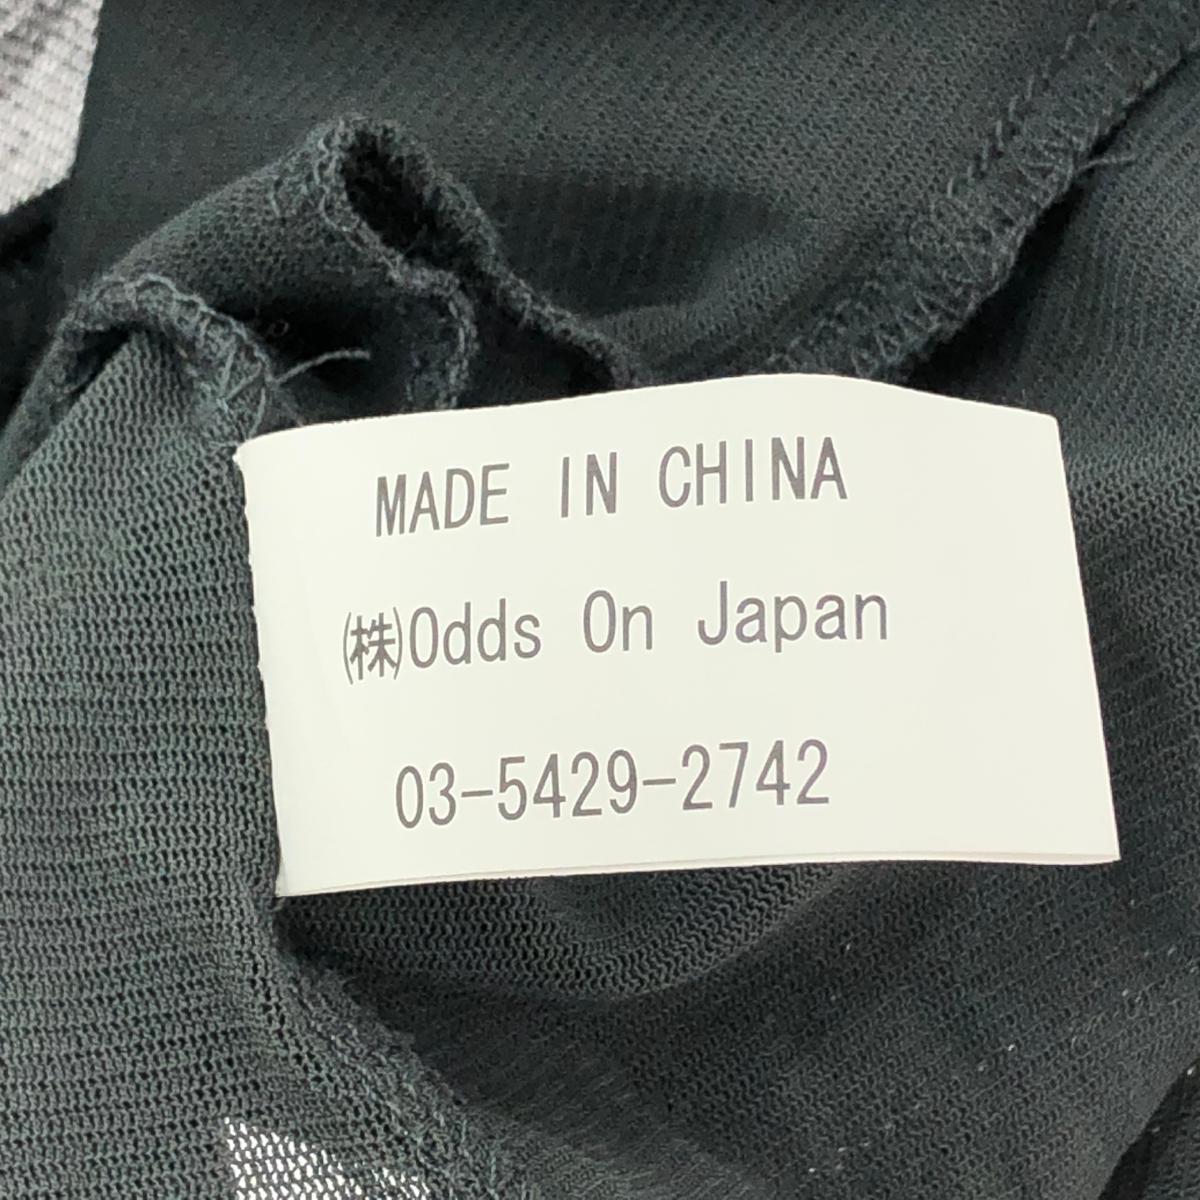 MADE IN CHINA
㈱Odds On Japan
03-5429-2742